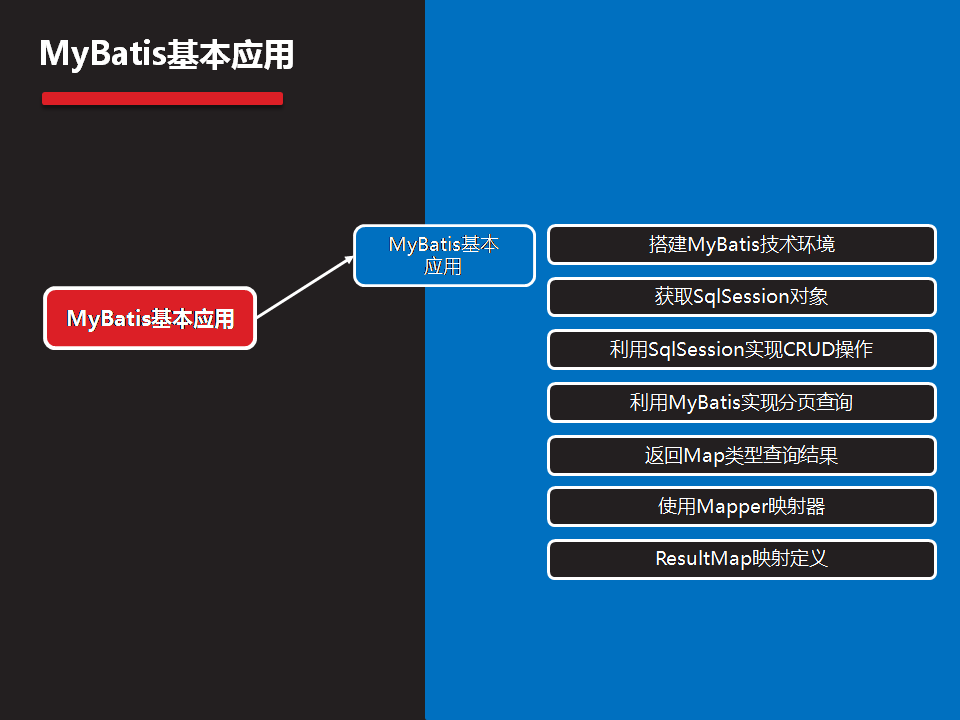 MyBatis基本应用
MyBatis基本应用
MyBatis基本
应用
搭建MyBatis技术环境
获取SqlSession对象
利用SqlSession实现CRUD操作
利用MyBatis实现分页查询
返回Map类型查询结果
使用Mapper映射器
ResultMap映射定义